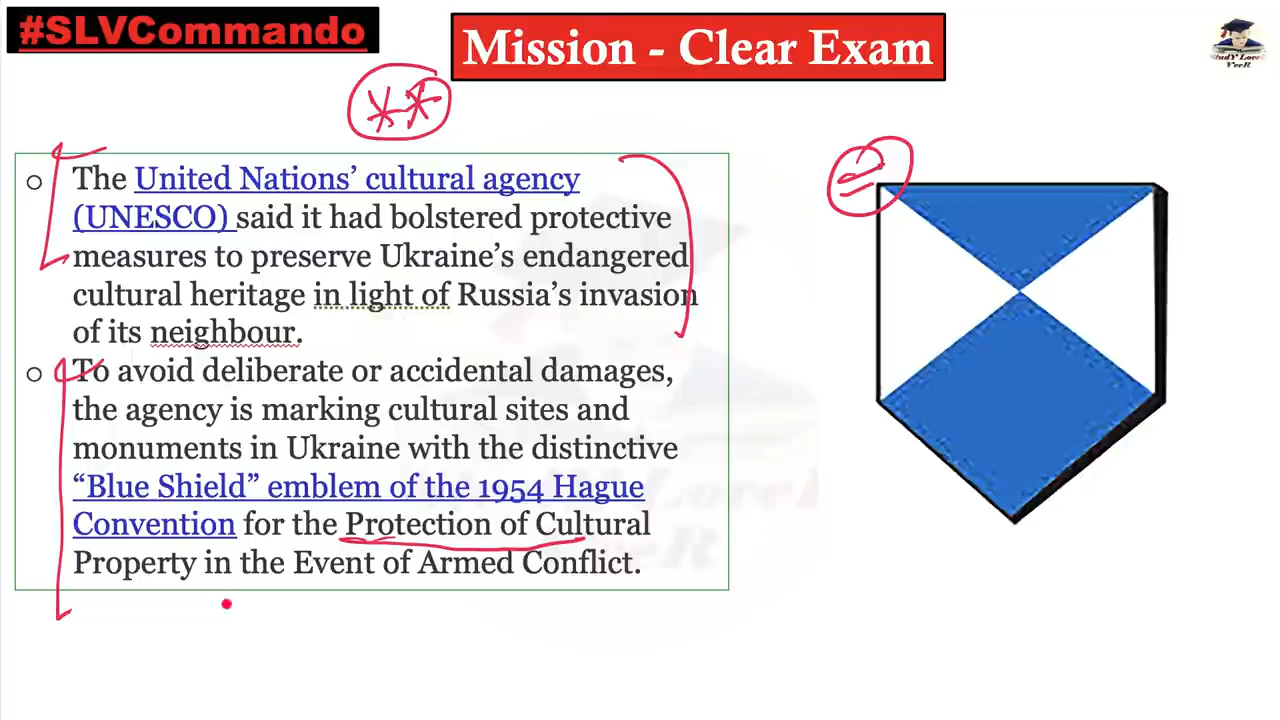 #SLVCommando
Mission - Clear Exam
StudY LoveR
VeeR
The United Nations’ cultural agency
(UNESCO) said it had bolstered protective
measures to preserve Ukraine’s endangered
cultural heritage in light of Russia’s invasion
of its neighbour.
To avoid deliberate or accidental damages,
the agency is marking cultural sites and
monuments in Ukraine with the distinctive
“Blue Shield” emblem of the 1954 Hague
Convention for the Protection of Cultural
Property in the Event of Armed Conflict.